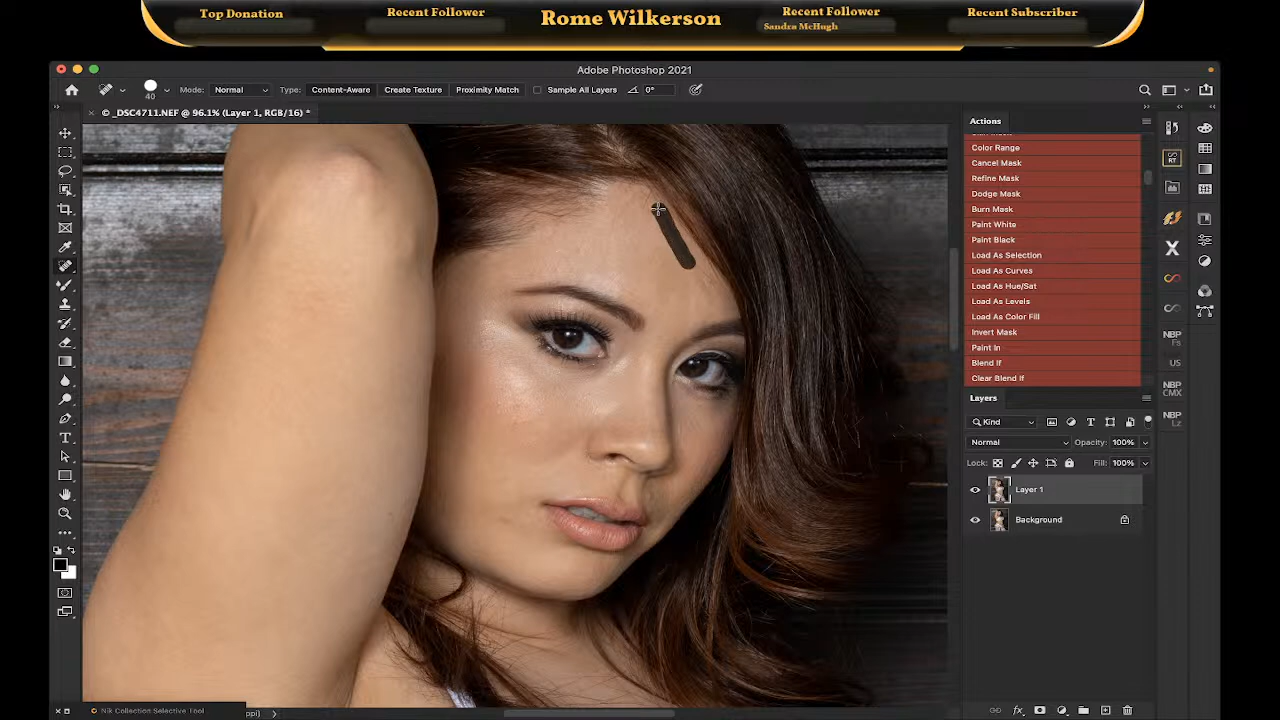 Top Donation
Recent Follower
Rome Wilkerson
Recent Follower
Sandra McHugh
Recent Subscriber
Adobe Photoshop 2021
40
Mode: Normal
Type: Content-Aware Create Texture Proximity Match
Sample All Layers
0°
© _DSC4711.NEF @ 96.1% (Layer 1, RGB/16) *
Actions
Color Range
Cancel Mask
Refine Mask
Dodge Mask
Burn Mask
Paint White
Paint Black
Load As Selection
Load As Curves
Load As Hue/Sat
Load As Levels
Load As Color Fill
Invert Mask
Paint In
Blend If
Clear Blend If
Layers
Kind
Normal
Opacity: 100%
Lock:
Fill: 100%
Layer 1
Background
NBP
Fs
US
NBP
CMX
NBP
Lz
Nik Collection Selective Tool
ppi)